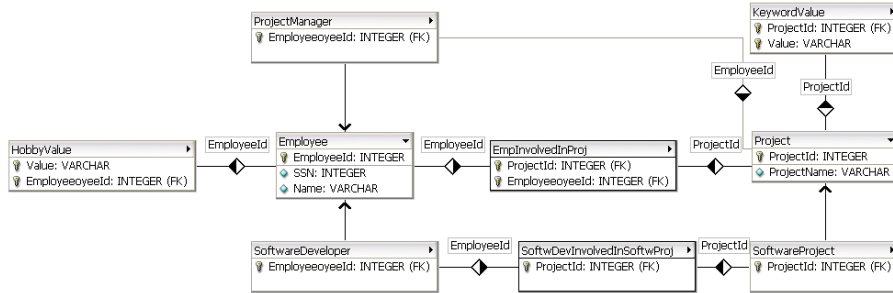 ProjectManager
EmployeeoyeeId: INTEGER (FK)
KeywordValue
ProjectId: INTEGER (FK)
Value: VARCHAR
EmployeeId
ProjectId
HobbyValue
Value: VARCHAR
EmployeeoyeeId: INTEGER (FK)
EmployeeId
Employee
EmployeeId: INTEGER
SSN: INTEGER
Name: VARCHAR
EmployeeId
EmpInvolvedInProj
ProjectId: INTEGER (FK)
EmployeeoyeeId: INTEGER (FK)
ProjectId
Project
ProjectId: INTEGER
ProjectName: VARCHAR
SoftwareDeveloper
EmployeeoyeeId: INTEGER (FK)
EmployeeId
SoftwDevInvolvedInSoftwProj
ProjectId: INTEGER (FK)
ProjectId
SoftwareProject
ProjectId: INTEGER (FK)